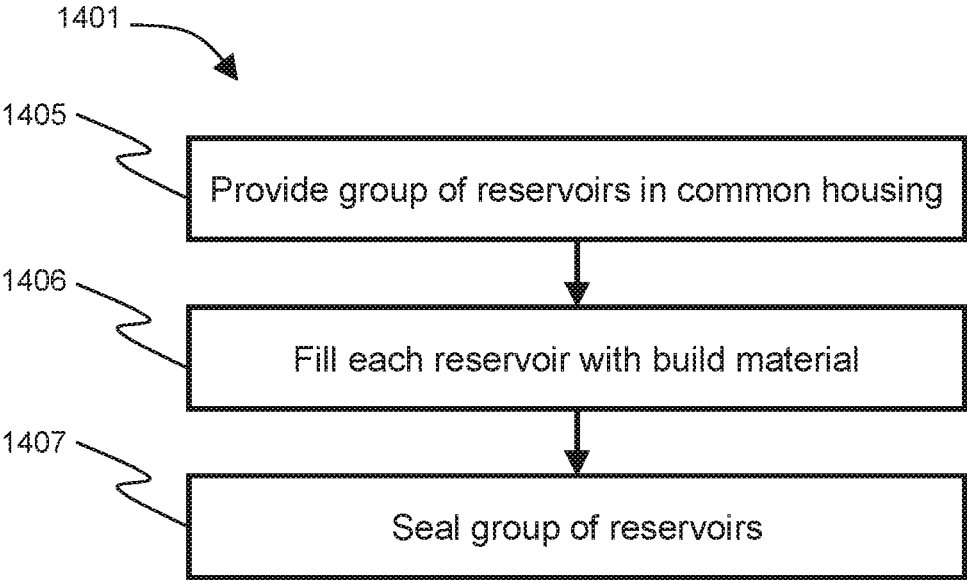 1401
1405
Provide group of reservoirs in common housing
1406
Fill each reservoir with build material
1407
Seal group of reservoirs